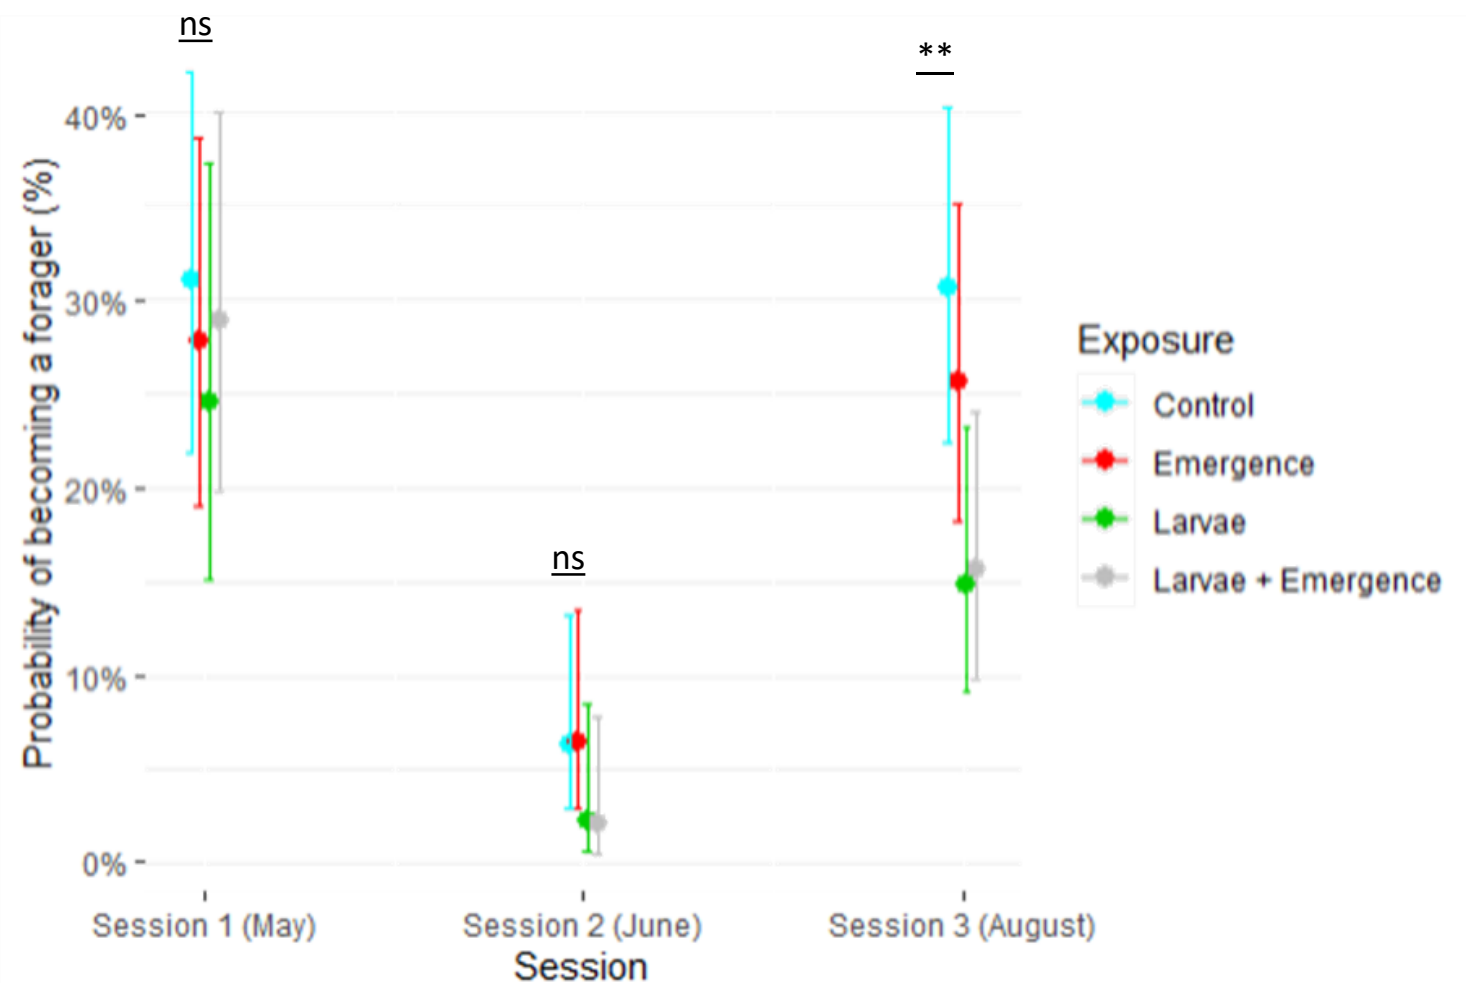 ns
**
40%
30%
ns
20%
10%
0%
Probability of becoming a forager (%)
Session 1 (May)
Session 2 (June)
Session 3 (August)
Session
Exposure
Control
Emergence
Larvae
Larvae + Emergence